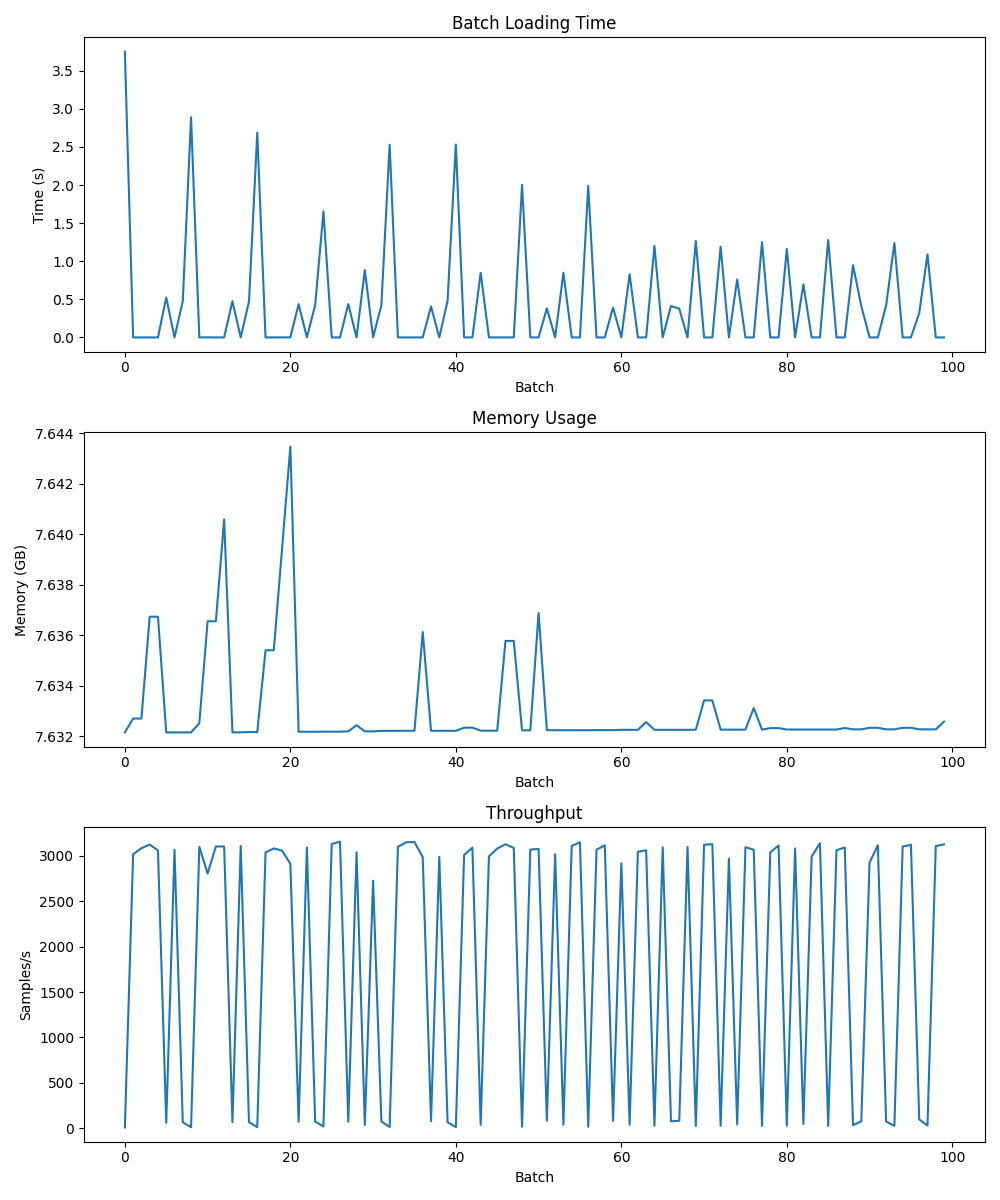 Batch Loading Time
3.5
3.0
2.5
2.0
1.5
1.0
0.5
0.0
Time (s)
0 20 40 60 80 100
Batch
Memory Usage
7.644
7.642
7.640
7.638
7.636
7.634
7.632
Memory (GB)
0 20 40 60 80 100
Batch
Throughput
3000
2500
2000
1500
1000
500
0
Samples/s
0 20 40 60 80 100
Batch